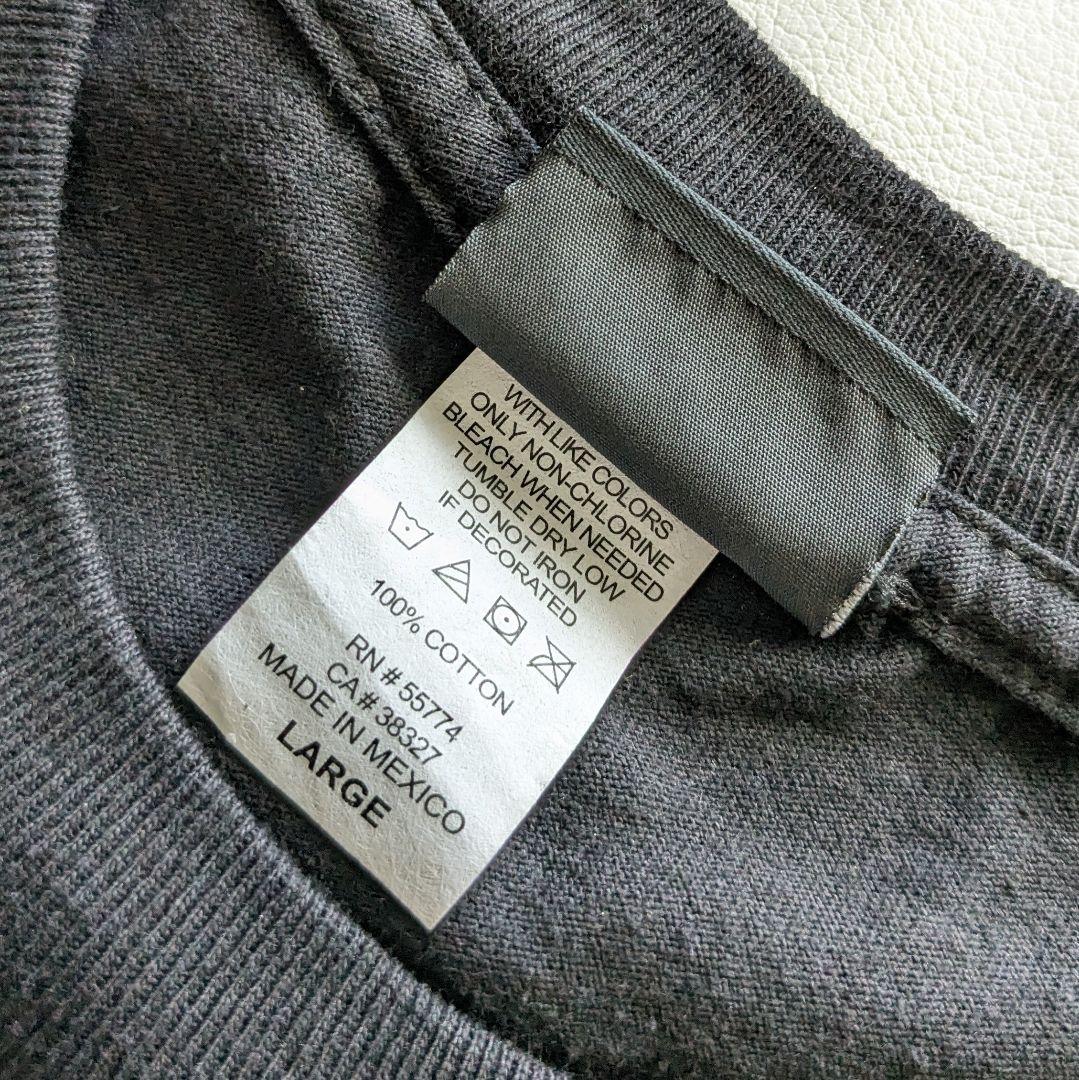 WITH LIKE COLORS
ONLY NON-CHLORINE
BLEACH WHEN NEEDED
TUMBLE DRY LOW
DO NOT IRON
IF DECORATED
100% COTTON
RN # 55774
CA # 38327
MADE IN MEXICO
LARGE